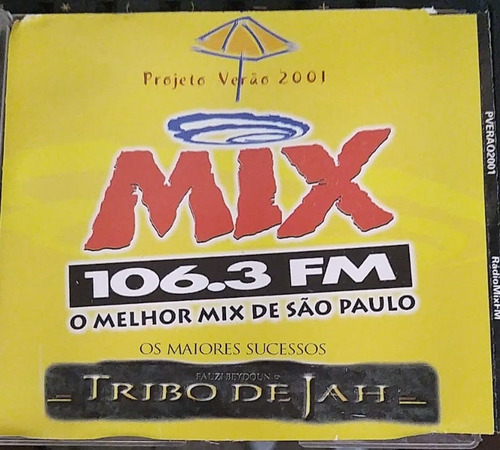 Projeto Verão 2001
MIX
106.3 FM
O MELHOR MIX DE SÃO PAULO
OS MAIORES SUCESSOS
FAUZI BEYDOUN &
TRIBO DE JAH
PVERAO2001
RadioMixFM